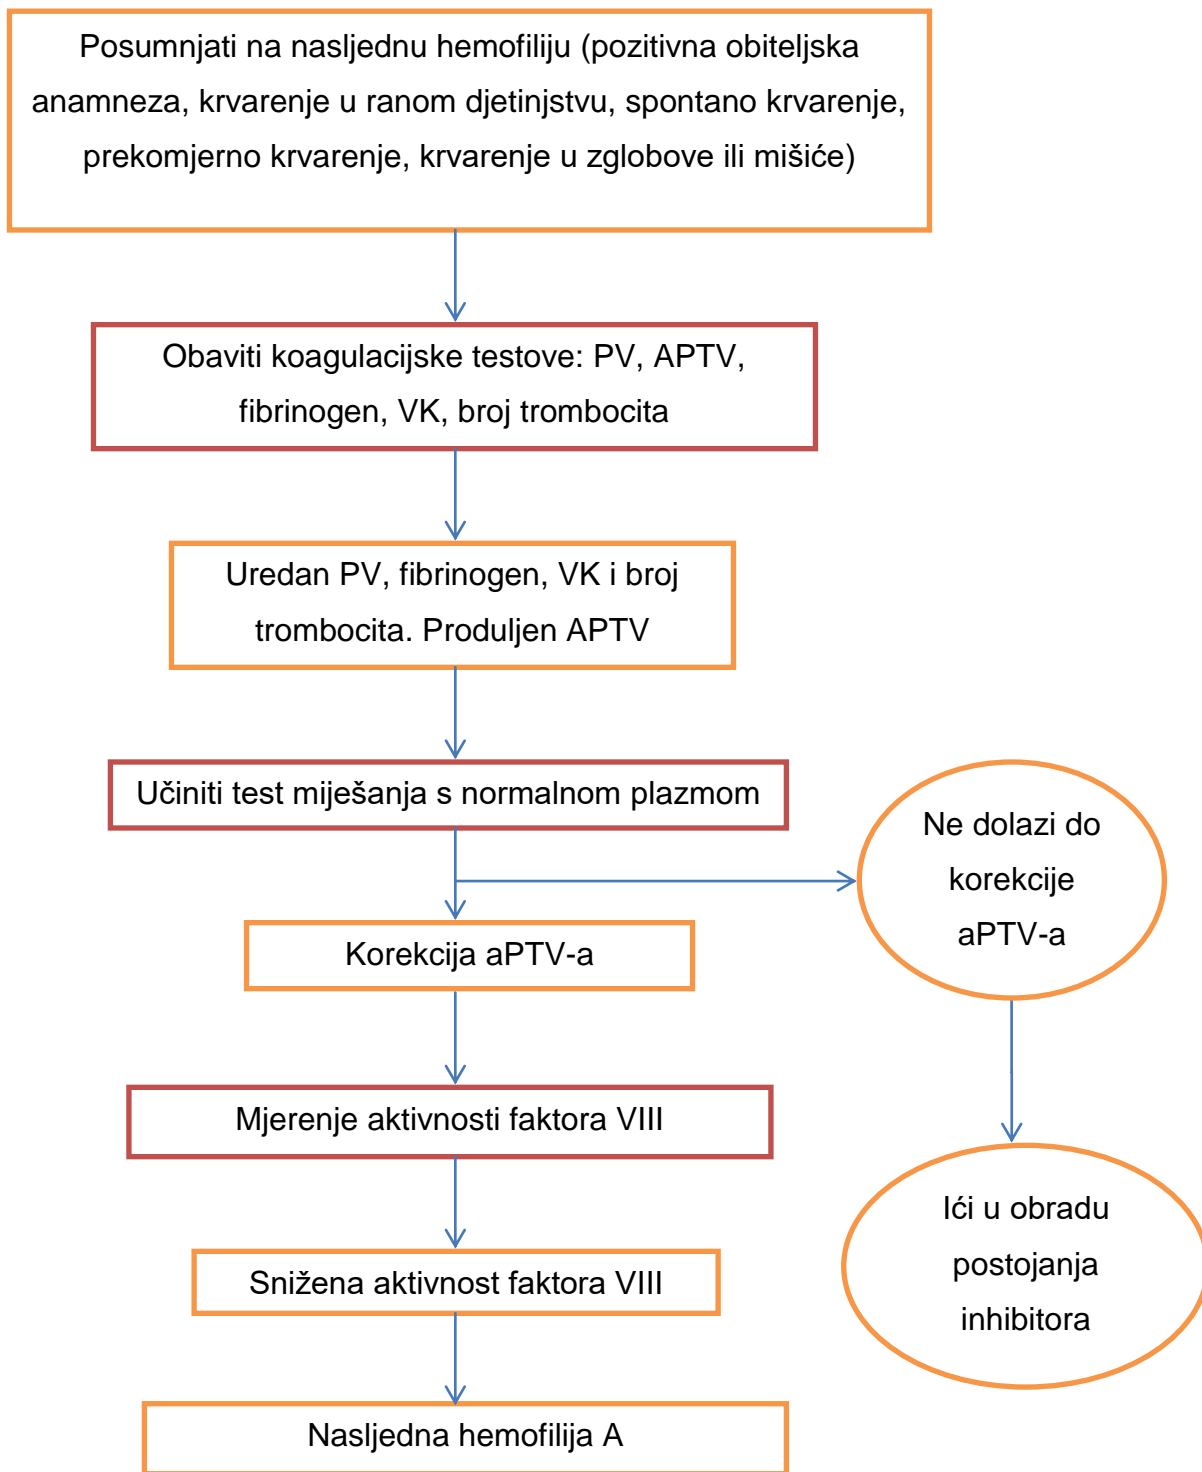 Posumnjati na nasljednu hemofiliju (pozitivna obiteljska
anamneza, krvarenje u ranom djetinjstvu, spontano krvarenje,
prekomjerno krvarenje, krvarenje u zglobove ili mišiće)
Obaviti koagulacijske testove: PV, APTV,
fibrinogen, VK, broj trombocita
Uredan PV, fibrinogen, VK i broj
trombocita. Produljen APTV
Učiniti test miješanja s normalnom plazmom
Ne dolazi do
korekcije
aPTV-a
Korekcija aPTV-a
Mjerenje aktivnosti faktora VIII
Ići u obradu
postojanja
inhibitora
Snižena aktivnost faktora VIII
Nasljedna hemofilija A